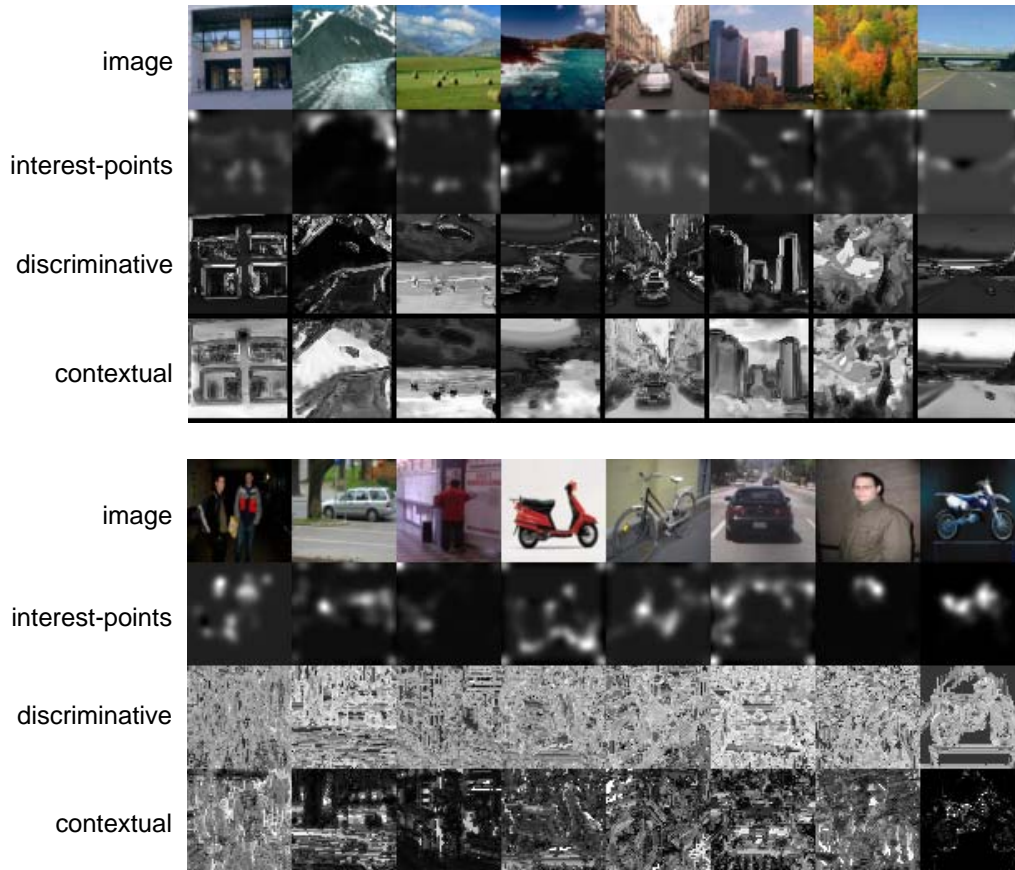 image
interest-points
discriminative
contextual
image
interest-points
discriminative
contextual